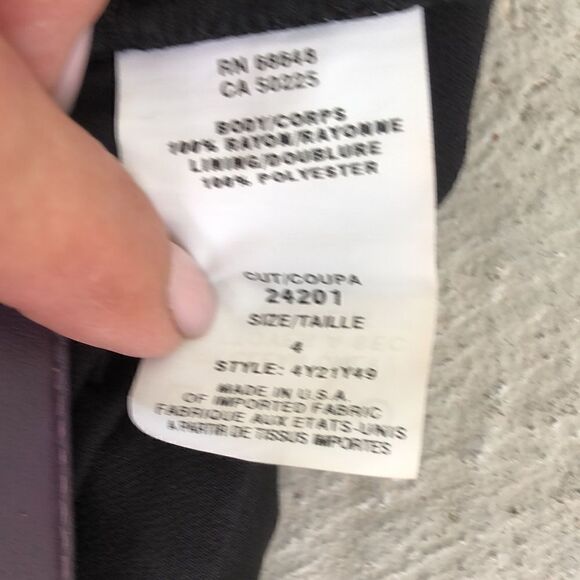 RN 68648
CA 50225
BODY/CORPS
100% RAYON/RAYONNE
LINING/DOUBLURE
100% POLYESTER
CUT/COUPA
24201
SIZE/TAILLE
4
STYLE: 4Y21Y49
MADE IN U.S.A.
OF IMPORTED FABRIC
FABRIQUE AUX ETATS-UNIS
A PARTIR DE TISSUS IMPORTES